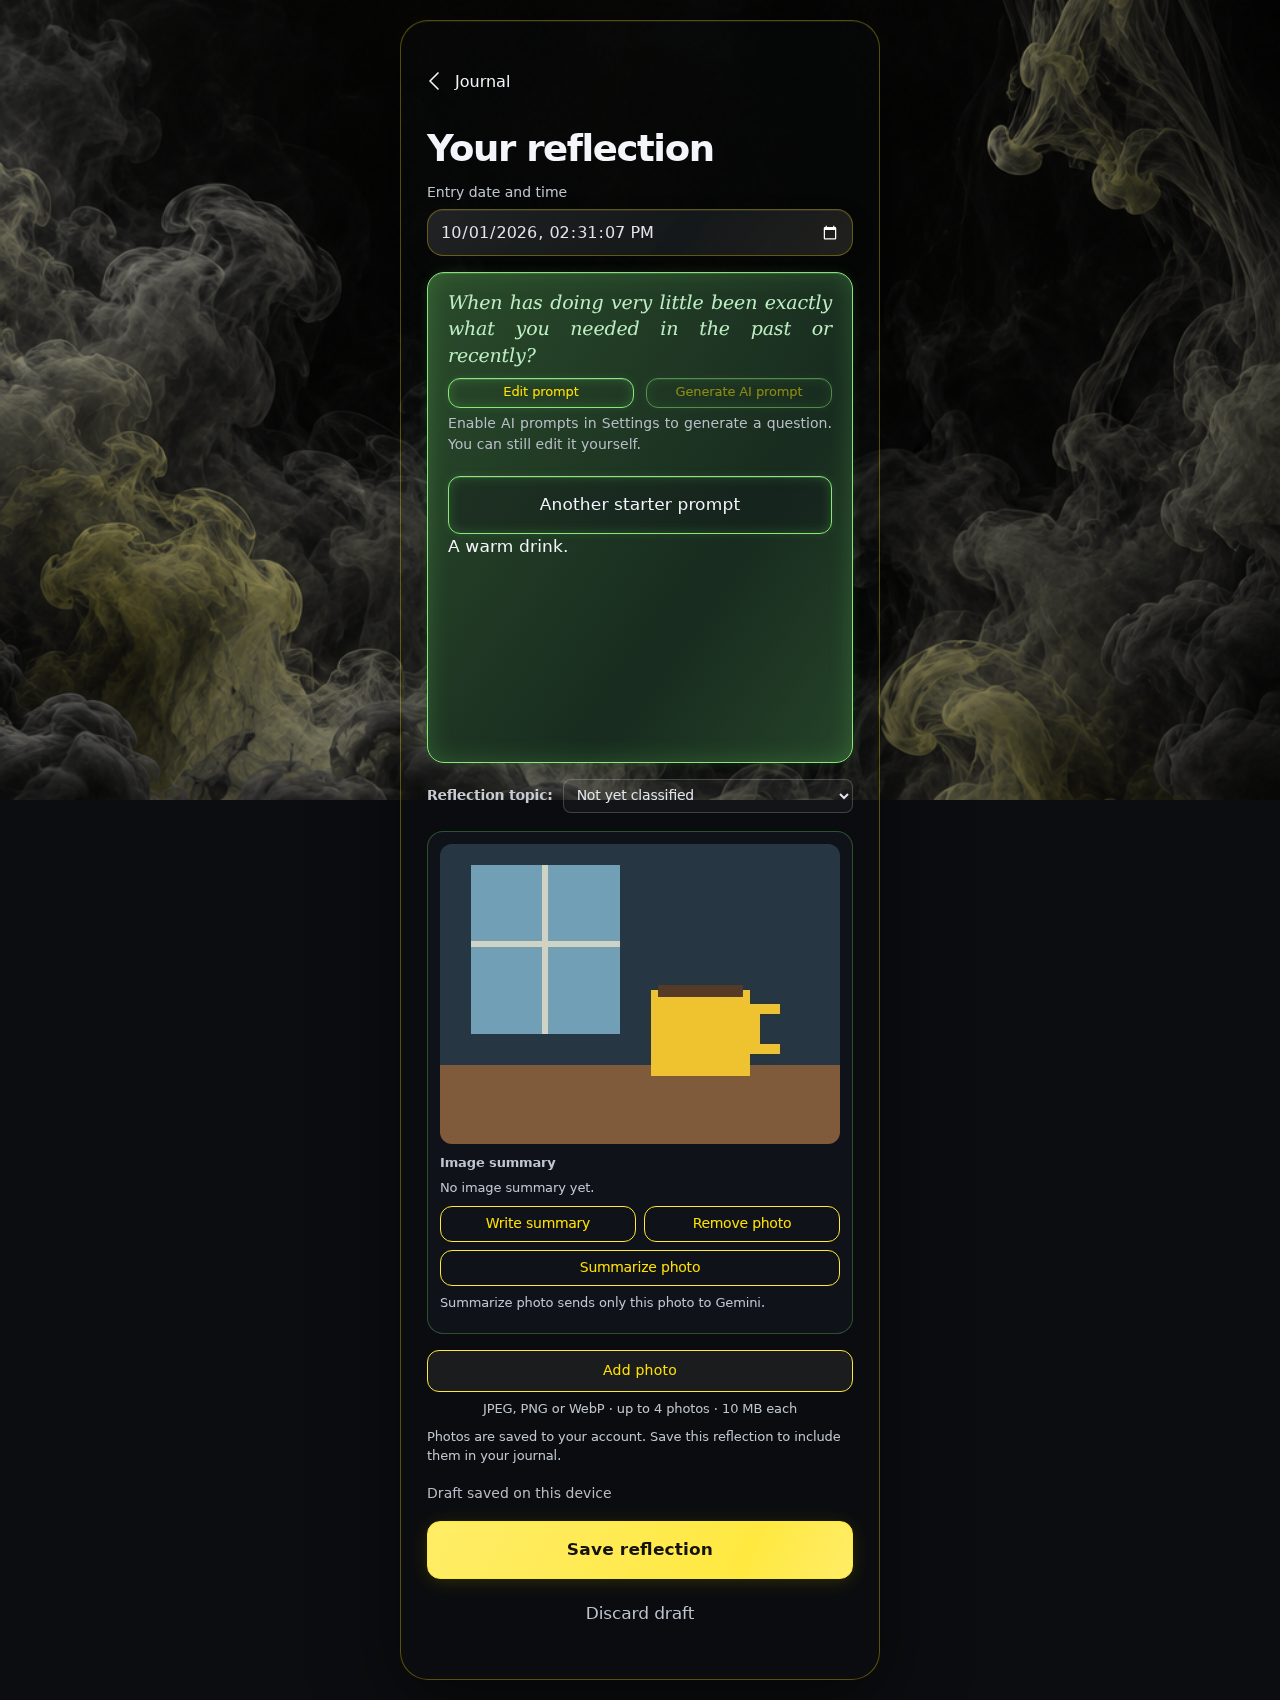 Journal
Your reflection
Entry date and time
10/01/2026, 02:31:07 PM
When has doing very little been exactly
what you needed in the past or
recently?
Edit prompt
Generate AI prompt
Enable AI prompts in Settings to generate a question.
You can still edit it yourself.
Another starter prompt
A warm drink.
Reflection topic:
Not yet classified
Image summary
No image summary yet.
Write summary
Remove photo
Summarize photo
Summarize photo sends only this photo to Gemini.
Add photo
JPEG, PNG or WebP · up to 4 photos · 10 MB each
Photos are saved to your account. Save this reflection to include
them in your journal.
Draft saved on this device
Save reflection
Discard draft